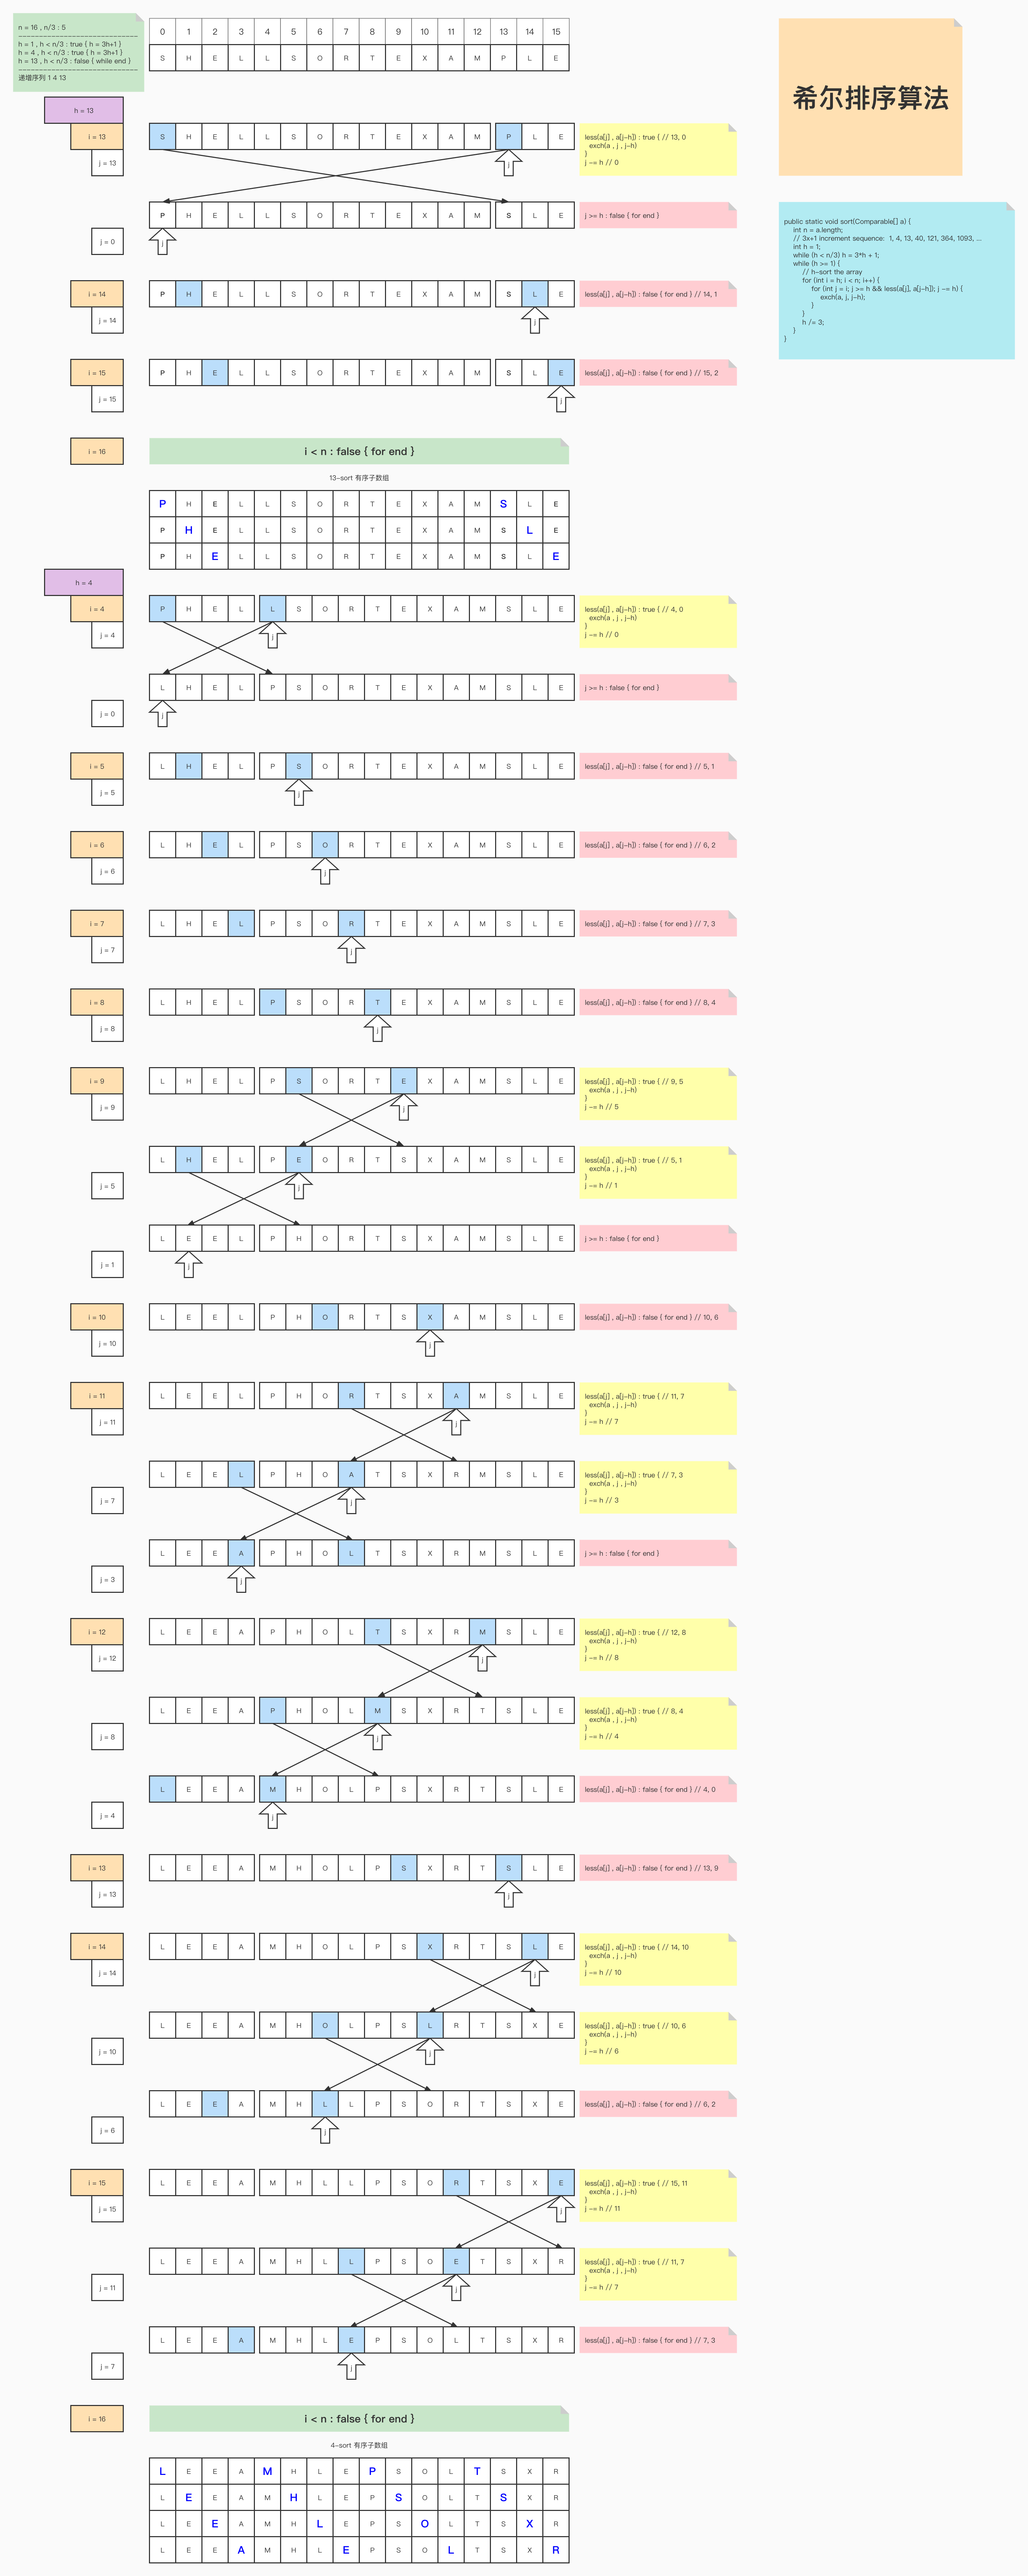 n = 16 , n/3 : 5
------------------------------
h = 1 , h < n/3 : true { h = 3h+1 }
h = 4 , h < n/3 : true { h = 3h+1 }
h = 13 , h < n/3 : false { while end }
------------------------------
递增序列 1 4 13
0 1 2 3 4 5 6 7 8 9 10 11 12 13 14 15
S H E L L S O R T E X A M P L E
希尔排序算法
public static void sort(Comparable[] a) {
int n = a.length;
// 3x+1 increment sequence: 1, 4, 13, 40, 121, 364, 1093, ...
int h = 1;
while (h < n/3) h = 3*h + 1;
while (h >= 1) {
// h-sort the array
for (int i = h; i < n; i++) {
for (int j = i; j >= h && less(a[j], a[j-h]); j -= h) {
exch(a, j, j-h);
}
}
h /= 3;
}
}
h = 13
i = 13
j = 13
S H E L L S O R T E X A M P L E
j
less(a[j] , a[j-h]) : true { // 13, 0
exch(a , j , j-h)
}
j -= h // 0
P H E L L S O R T E X A M S L E
j >= h : false { for end }
j = 0
j
i = 14
P H E L L S O R T E X A M S L E
less(a[j] , a[j-h]) : false { for end } // 14, 1
j = 14
j
i = 15
P H E L L S O R T E X A M S L E
less(a[j] , a[j-h]) : false { for end } // 15, 2
j = 15
j
i = 16
i < n : false { for end }
13-sort 有序子数组
P H E L L S O R T E X A M S L E
P H E L L S O R T E X A M S L E
P H E L L S O R T E X A M S L E
h = 4
i = 4
j = 4
P H E L L S O R T E X A M S L E
j
less(a[j] , a[j-h]) : true { // 4, 0
exch(a , j , j-h)
}
j -= h // 0
L H E L P S O R T E X A M S L E
j >= h : false { for end }
j = 0
j
i = 5
L H E L P S O R T E X A M S L E
less(a[j] , a[j-h]) : false { for end } // 5, 1
j = 5
j
i = 6
L H E L P S O R T E X A M S L E
less(a[j] , a[j-h]) : false { for end } // 6, 2
j = 6
j
i = 7
L H E L P S O R T E X A M S L E
less(a[j] , a[j-h]) : false { for end } // 7, 3
j = 7
j
i = 8
L H E L P S O R T E X A M S L E
less(a[j] , a[j-h]) : false { for end } // 8, 4
j = 8
j
i = 9
j = 9
L H E L P S O R T E X A M S L E
j
less(a[j] , a[j-h]) : true { // 9, 5
exch(a , j , j-h)
}
j -= h // 5
L H E L P E O R T S X A M S L E
j = 5
j
less(a[j] , a[j-h]) : true { // 5, 1
exch(a , j , j-h)
}
j -= h // 1
L E E L P H O R T S X A M S L E
j >= h : false { for end }
j = 1
j
i = 10
L E E L P H O R T S X A M S L E
less(a[j] , a[j-h]) : false { for end } // 10, 6
j = 10
j
i = 11
j = 11
L E E L P H O R T S X A M S L E
j
less(a[j] , a[j-h]) : true { // 11, 7
exch(a , j , j-h)
}
j -= h // 7
L E E L P H O A T S X R M S L E
j = 7
j
less(a[j] , a[j-h]) : true { // 7, 3
exch(a , j , j-h)
}
j -= h // 3
L E E A P H O L T S X R M S L E
j >= h : false { for end }
j = 3
j
i = 12
j = 12
L E E A P H O L T S X R M S L E
j
less(a[j] , a[j-h]) : true { // 12, 8
exch(a , j , j-h)
}
j -= h // 8
L E E A P H O L M S X R T S L E
j = 8
j
less(a[j] , a[j-h]) : true { // 8, 4
exch(a , j , j-h)
}
j -= h // 4
L E E A M H O L P S X R T S L E
less(a[j] , a[j-h]) : false { for end } // 4, 0
j = 4
j
i = 13
L E E A M H O L P S X R T S L E
less(a[j] , a[j-h]) : false { for end } // 13, 9
j = 13
j
i = 14
j = 14
L E E A M H O L P S X R T S L E
j
less(a[j] , a[j-h]) : true { // 14, 10
exch(a , j , j-h)
}
j -= h // 10
L E E A M H O L P S L R T S X E
j = 10
j
less(a[j] , a[j-h]) : true { // 10, 6
exch(a , j , j-h)
}
j -= h // 6
L E E A M H L L P S O R T S X E
less(a[j] , a[j-h]) : false { for end } // 6, 2
j = 6
j
i = 15
j = 15
L E E A M H L L P S O R T S X E
j
less(a[j] , a[j-h]) : true { // 15, 11
exch(a , j , j-h)
}
j -= h // 11
L E E A M H L L P S O E T S X R
j = 11
j
less(a[j] , a[j-h]) : true { // 11, 7
exch(a , j , j-h)
}
j -= h // 7
L E E A M H L E P S O L T S X R
less(a[j] , a[j-h]) : false { for end } // 7, 3
j = 7
j
i = 16
i < n : false { for end }
4-sort 有序子数组
L E E A M H L E P S O L T S X R
L E E A M H L E P S O L T S X R
L E E A M H L E P S O L T S X R
L E E A M H L E P S O L T S X R